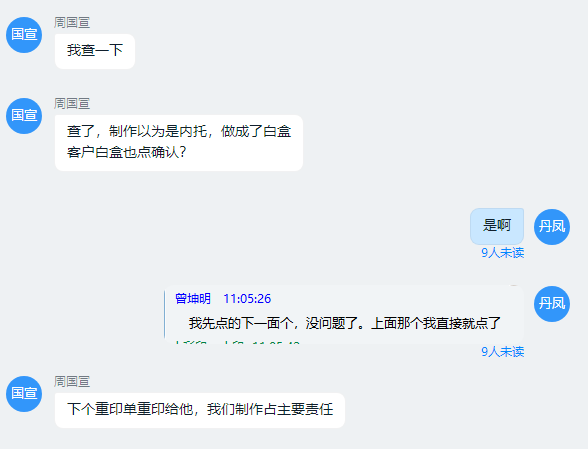 周国宣
国宣
我查一下
周国宣
国宣
查了，制作以为是内托，做成了白盒
客户白盒也点确认？
是啊
丹凤
9人未读
曾坤明 11:05:26
丹凤
我先点的下一面个，没问题了。上面那个我直接就点了
9人未读
周国宣
国宣
下个重印单重印给他，我们制作占主要责任